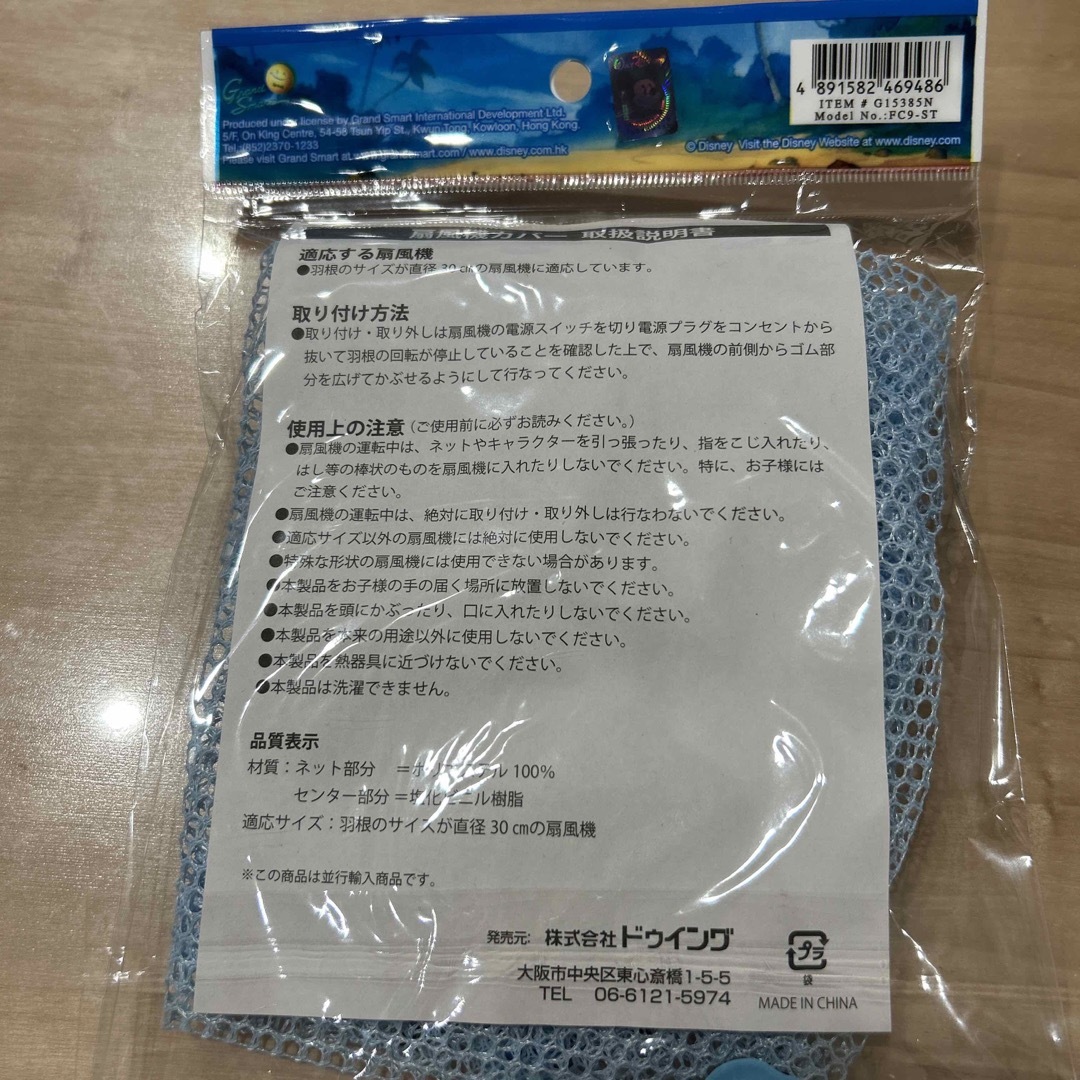 Grand Smart
Produced under license by Grand Smart International Development Ltd.
5/F, On King Centre, 54-58 Tsun Yip St., Kwun Tong, Kowloon, Hong Kong.
Tel:(852)2370-1233
Please visit Grand Smart at / www.disney.com.hk
4 891582 469486
ITEM # G15385N
Model No.:FC9-ST
© Disney Visit the Disney Website at www.disney.com
扇風機カバー 取扱説明書
適応する扇風機
●羽根のサイズが直径30㎝の扇風機に適応しています。
取り付け方法
●取り付け・取り外しは扇風機の電源スイッチを切り電源プラグをコンセントから
抜いて羽根の回転が停止していることを確認した上で、扇風機の前側からゴム部
分を広げてかぶせるようにして行なってください。
使用上の注意(ご使用前に必ずお読みください。)
●扇風機の運転中は、ネットやキャラクターを引っ張ったり、指をこじ入れたり、
はし等の棒状のものを扇風機に入れたりしないでください。特に、お子様には
ご注意ください。
●扇風機の運転中は、絶対に取り付け・取り外しは行なわないでください。
●適応サイズ以外の扇風機には絶対に使用しないでください。
●特殊な形状の扇風機には使用できない場合があります。
●本製品をお子様の手の届く場所に放置しないでください。
●本製品を頭にかぶったり、口に入れたりしないでください。
●本製品を本来の用途以外に使用しないでください。
●本製品を熱器具に近づけないでください。
●本製品は洗濯できません。
品質表示
材質：ネット部分 ＝ポリエステル 100%
センター部分＝塩化ビニル樹脂
適応サイズ：羽根のサイズが直径 30 ㎝の扇風機
※この商品は並行輸入商品です。
発売元: 株式会社ドゥイング
大阪市中央区東心斎橋1-5-5
TEL 06-6121-5974
プラ
袋
MADE IN CHINA